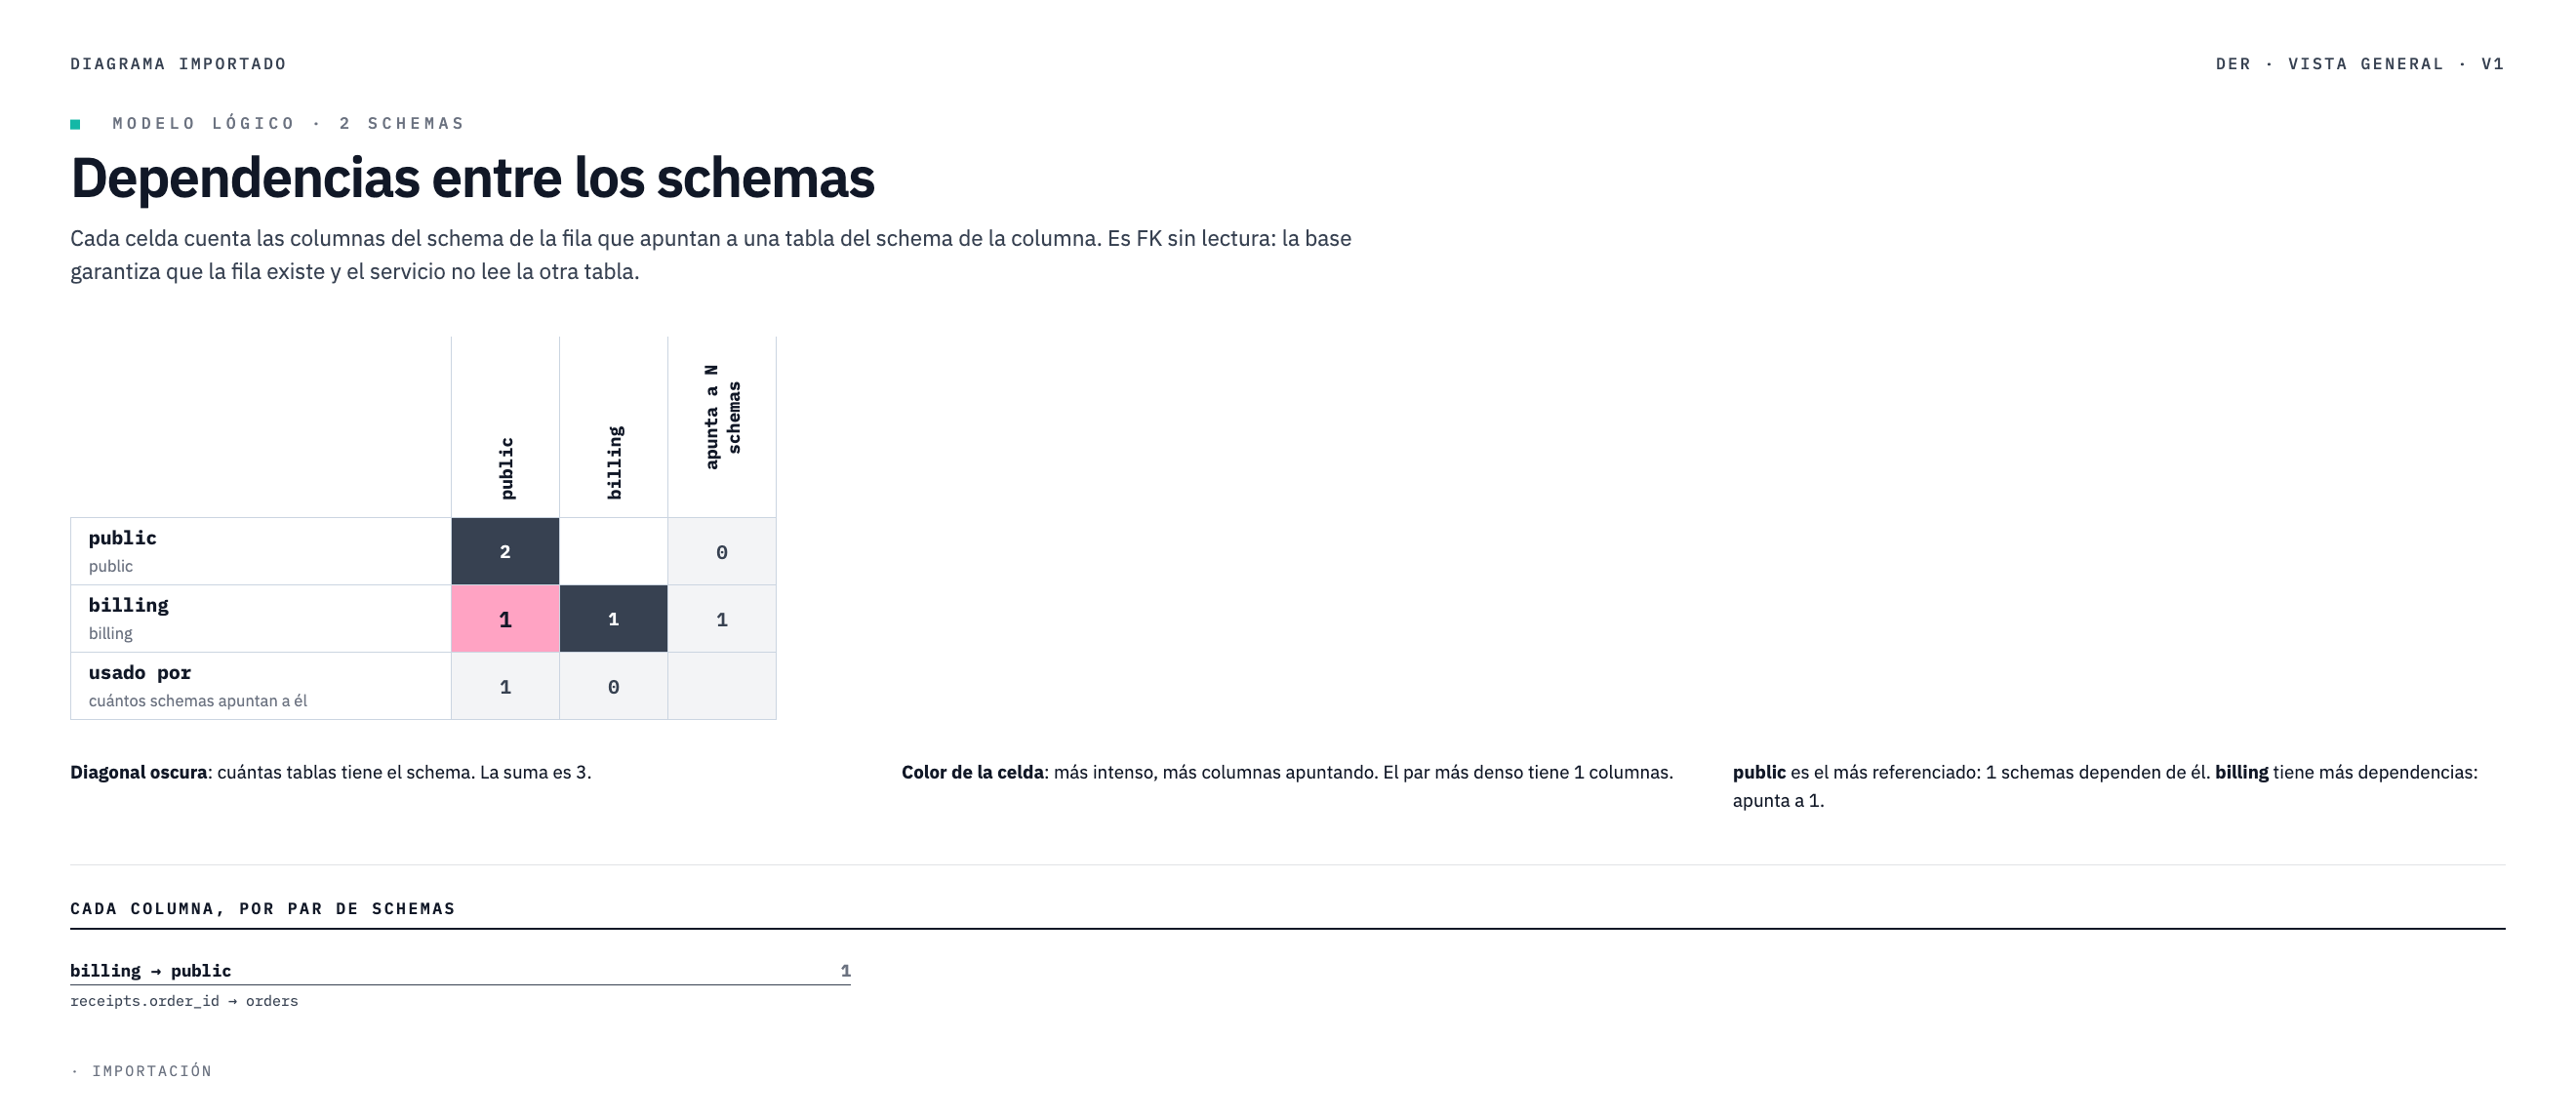 DIAGRAMA IMPORTADO
DER · VISTA GENERAL · V1
MODELO LÓGICO · 2 SCHEMAS
Dependencias entre los schemas
Cada celda cuenta las columnas del schema de la fila que apuntan a una tabla del schema de la columna. Es FK sin lectura: la base
garantiza que la fila existe y el servicio no lee la otra tabla.
public
billing
apunta a N
schemas
public
public
2
0
billing
billing
1
1
1
usado por
cuántos schemas apuntan a él
1
0
Diagonal oscura: cuántas tablas tiene el schema. La suma es 3.
Color de la celda: más intenso, más columnas apuntando. El par más denso tiene 1 columnas.
public es el más referenciado: 1 schemas dependen de él. billing tiene más dependencias:
apunta a 1.
CADA COLUMNA, POR PAR DE SCHEMAS
billing → public 1
receipts.order_id → orders
· IMPORTACIÓN